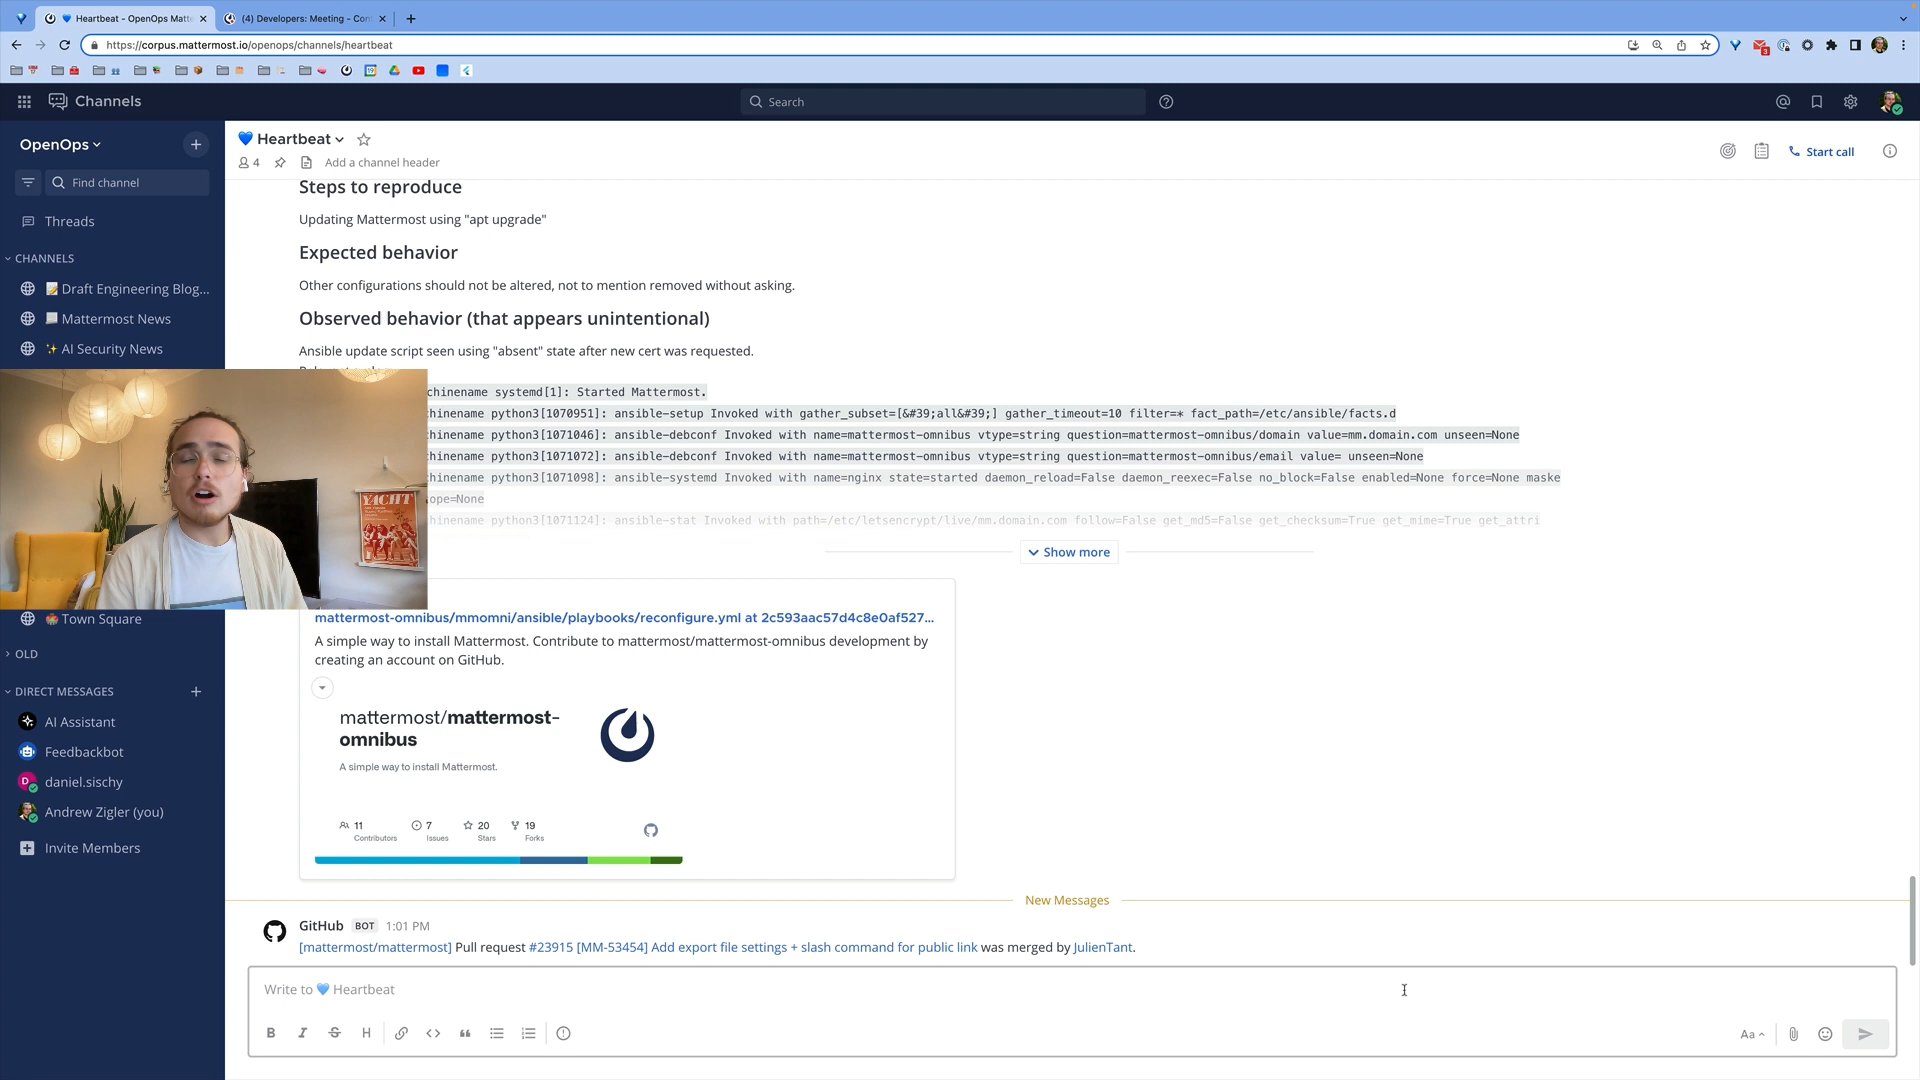 💙 Heartbeat - OpenOps Matte
(4) Developers: Meeting - Con
https://corpus.mattermost.io/openops/channels/heartbeat
3
Channels
Search
OpenOps
Find channel
Threads
CHANNELS
Draft Engineering Blog...
Mattermost News
AI Security News
Town Square
OLD
DIRECT MESSAGES
AI Assistant
Feedbackbot
D daniel.sischy
Andrew Zigler (you)
Invite Members
💙 Heartbeat
4
Add a channel header
Start call
Steps to reproduce
Updating Mattermost using "apt upgrade"
Expected behavior
Other configurations should not be altered, not to mention removed without asking.
Observed behavior (that appears unintentional)
Ansible update script seen using "absent" state after new cert was requested.
chinename systemd[1]: Started Mattermost.
chinename python3[1070951]: ansible-setup Invoked with gather_subset=[&#39;all&#39;] gather_timeout=10 filter=* fact_path=/etc/ansible/facts.d
chinename python3[1071046]: ansible-debconf Invoked with name=mattermost-omnibus vtype=string question=mattermost-omnibus/domain value=mm.domain.com unseen=None
chinename python3[1071072]: ansible-debconf Invoked with name=mattermost-omnibus vtype=string question=mattermost-omnibus/email value= unseen=None
chinename python3[1071098]: ansible-systemd Invoked with name=nginx state=started daemon_reload=False daemon_reexec=False no_block=False enabled=None force=None maske
ope=None
chinename python3[1071124]: ansible-stat Invoked with path=/etc/letsencrypt/live/mm.domain.com follow=False get_md5=False get_checksum=True get_mime=True get_attri
YACHT
Show more
mattermost-omnibus/mmomni/ansible/playbooks/reconfigure.yml at 2c593aac57d4c8e0af527...
A simple way to install Mattermost. Contribute to mattermost/mattermost-omnibus development by
creating an account on GitHub.
mattermost/mattermost-
omnibus
A simple way to install Mattermost.
11 Contributors
7 Issues
20 Stars
19 Forks
New Messages
GitHub BOT 1:01 PM
[mattermost/mattermost] Pull request #23915 [MM-53454] Add export file settings + slash command for public link was merged by JulienTant.
Write to 💙 Heartbeat
B I S H
Aa